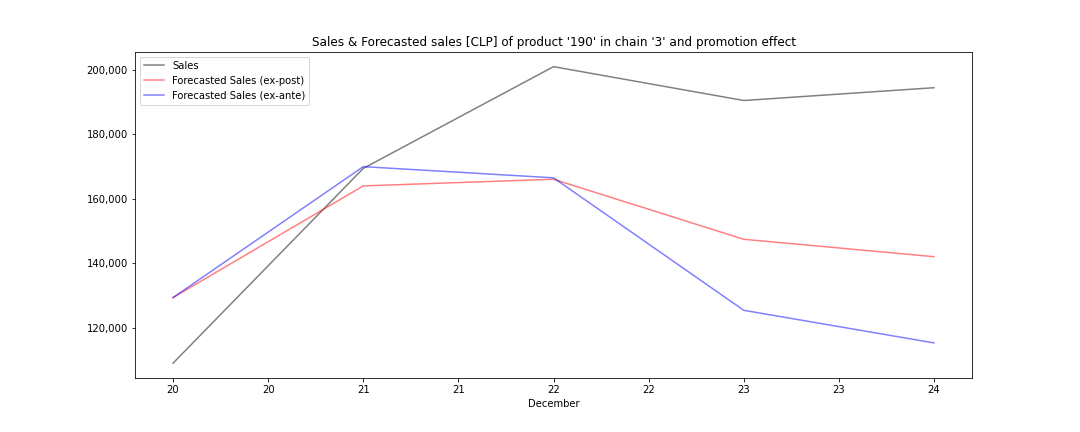 Sales & Forecasted sales [CLP] of product '190' in chain '3' and promotion effect
Sales
Forecasted Sales (ex-post)
Forecasted Sales (ex-ante)
200,000
180,000
160,000
140,000
120,000
20 20 21 21 22 22 23 23 24
December